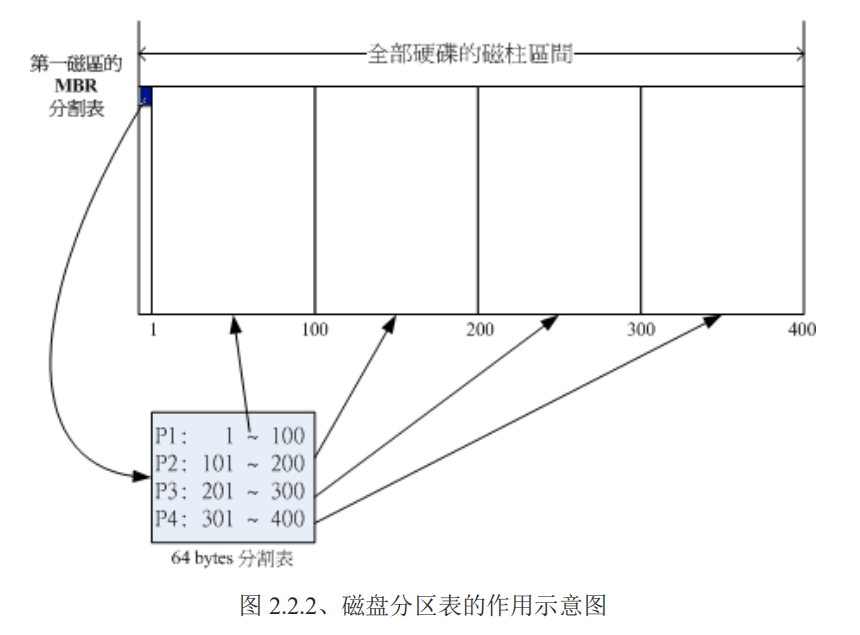 全部硬碟的磁柱區間
第一磁區的
MBR
分割表
1
100
200
300
400
P1: 1 ~ 100
P2: 101 ~ 200
P3: 201 ~ 300
P4: 301 ~ 400
64 bytes 分割表
图 2.2.2、磁盘分区表的作用示意图